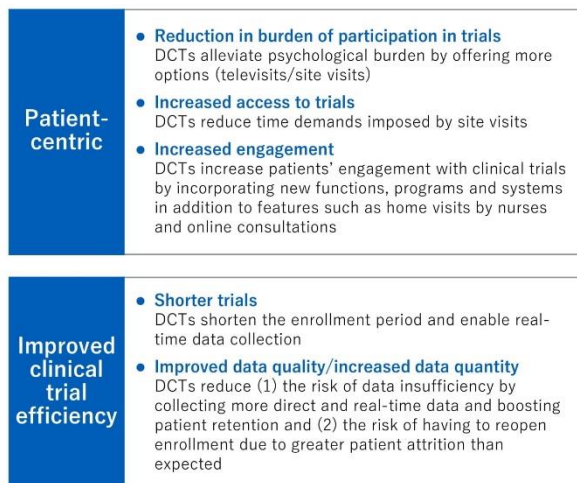 Patient-
centric
● Reduction in burden of participation in trials
DCTs alleviate psychological burden by offering more
options (televisits/site visits)
● Increased access to trials
DCTs reduce time demands imposed by site visits
● Increased engagement
DCTs increase patients’ engagement with clinical trials
by incorporating new functions, programs and systems
in addition to features such as home visits by nurses
and online consultations
Improved
clinical
trial
efficiency
● Shorter trials
DCTs shorten the enrollment period and enable real-
time data collection
● Improved data quality/increased data quantity
DCTs reduce (1) the risk of data insufficiency by
collecting more direct and real-time data and boosting
patient retention and (2) the risk of having to reopen
enrollment due to greater patient attrition than
expected